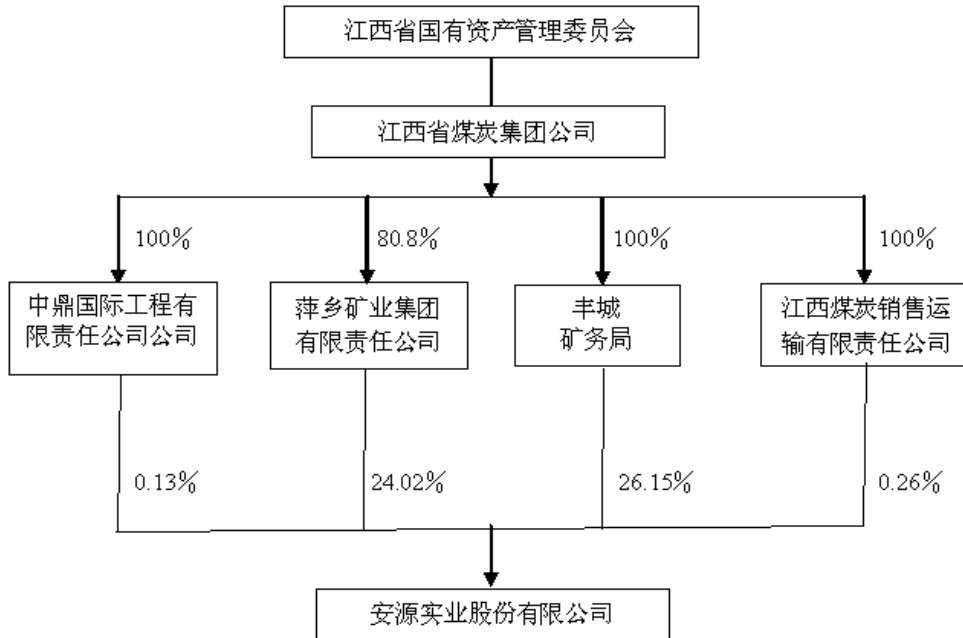 江西省国有资产管理委员会
江西省煤炭集团公司
100%
80.8%
100%
100%
中鼎国际工程有
限责任公司公司
萍乡矿业集团
有限责任公司
丰城
矿务局
江西煤炭销售运
输有限责任公司
0.13%
24.02%
26.15%
0.26%
安源实业股份有限公司